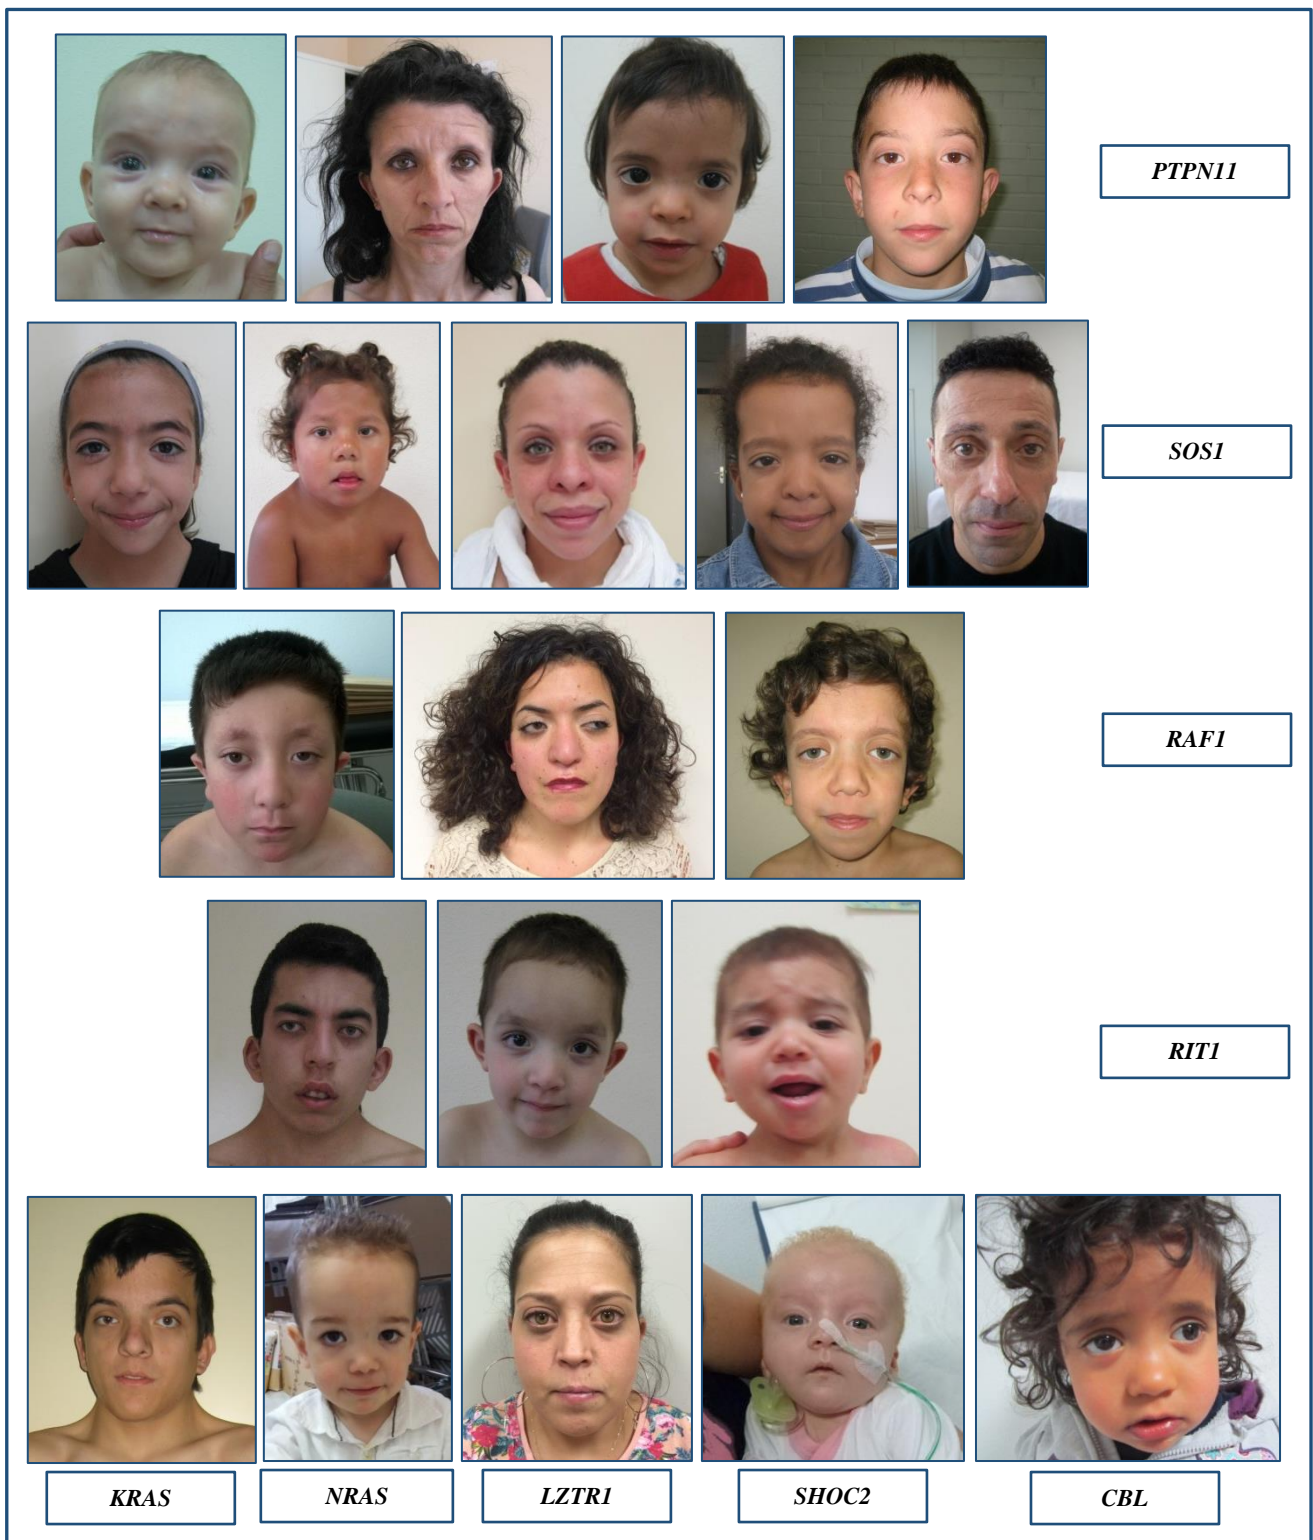 PTPN11
SOS1
RAF1
RIT1
KRAS
NRAS
LZTR1
SHOC2
CBL